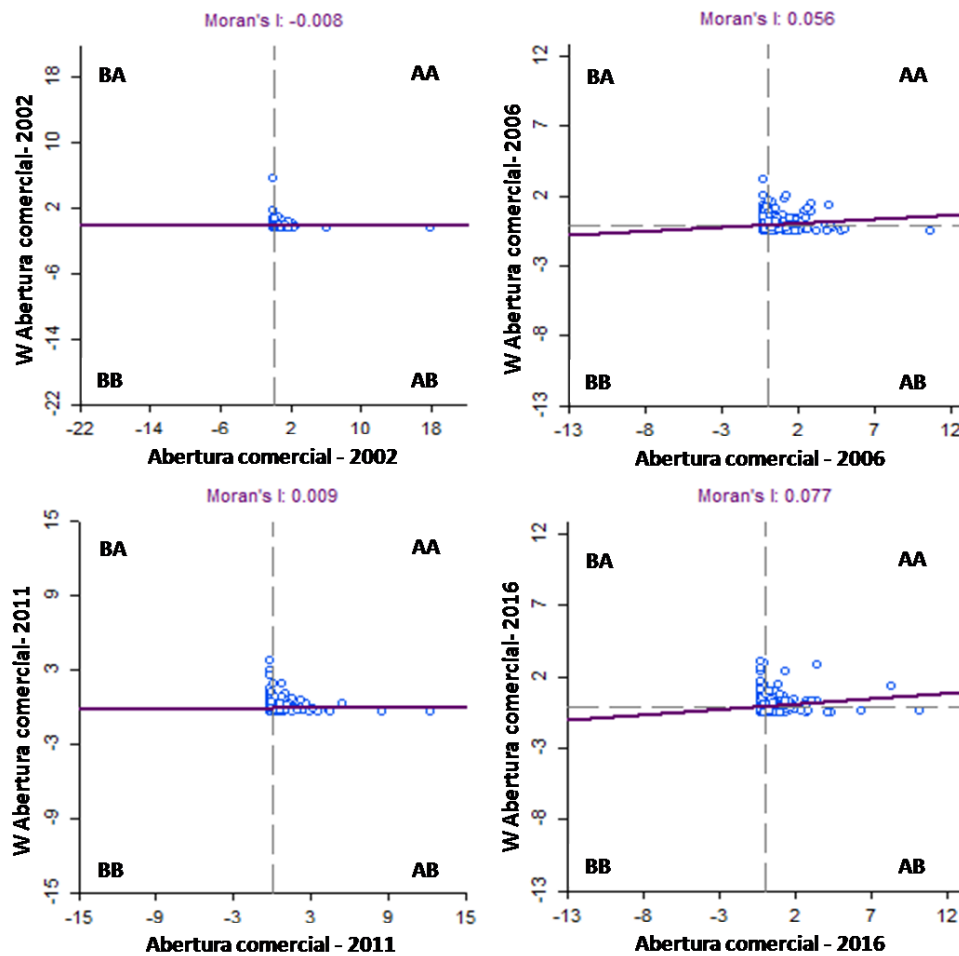 Moran's I: -0.008
BA
AA
W Abertura comercial- 2002
18
10
2
-6
-14
-22
BB
AB
-22 -14 -6 2 10 18
Abertura comercial - 2002
Moran's I: 0.056
BA
AA
W Abertura comercial- 2006
12
7
2
-3
-8
-13
BB
AB
-13 -8 -3 2 7 12
Abertura comercial - 2006
Moran's I: 0.009
BA
AA
W Abertura comercial- 2011
15
9
3
-3
-9
-15
BB
AB
-15 -9 -3 3 9 15
Abertura comercial - 2011
Moran's I: 0.077
BA
AA
W Abertura comercial- 2016
12
7
2
-3
-8
-13
BB
AB
-13 -8 -3 2 7 12
Abertura comercial - 2016